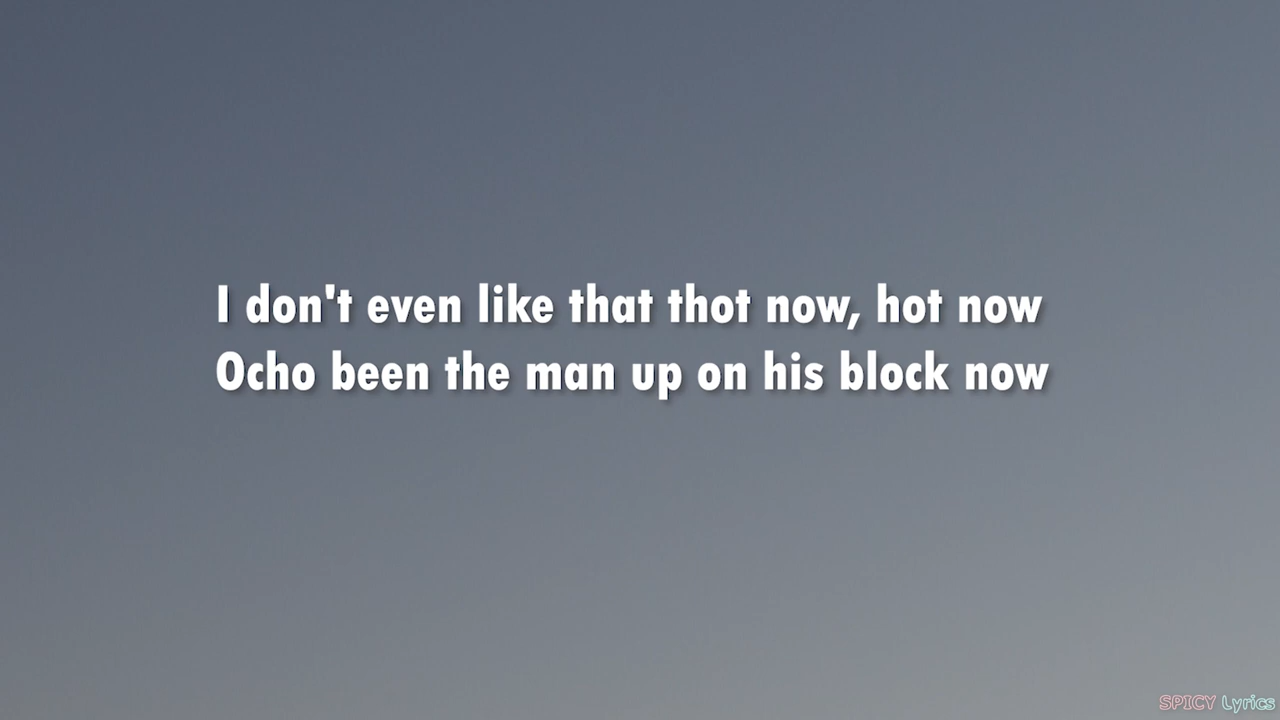 I don't even like that thot now, hot now
Ocho been the man up on his block now
SPICY Lyrics